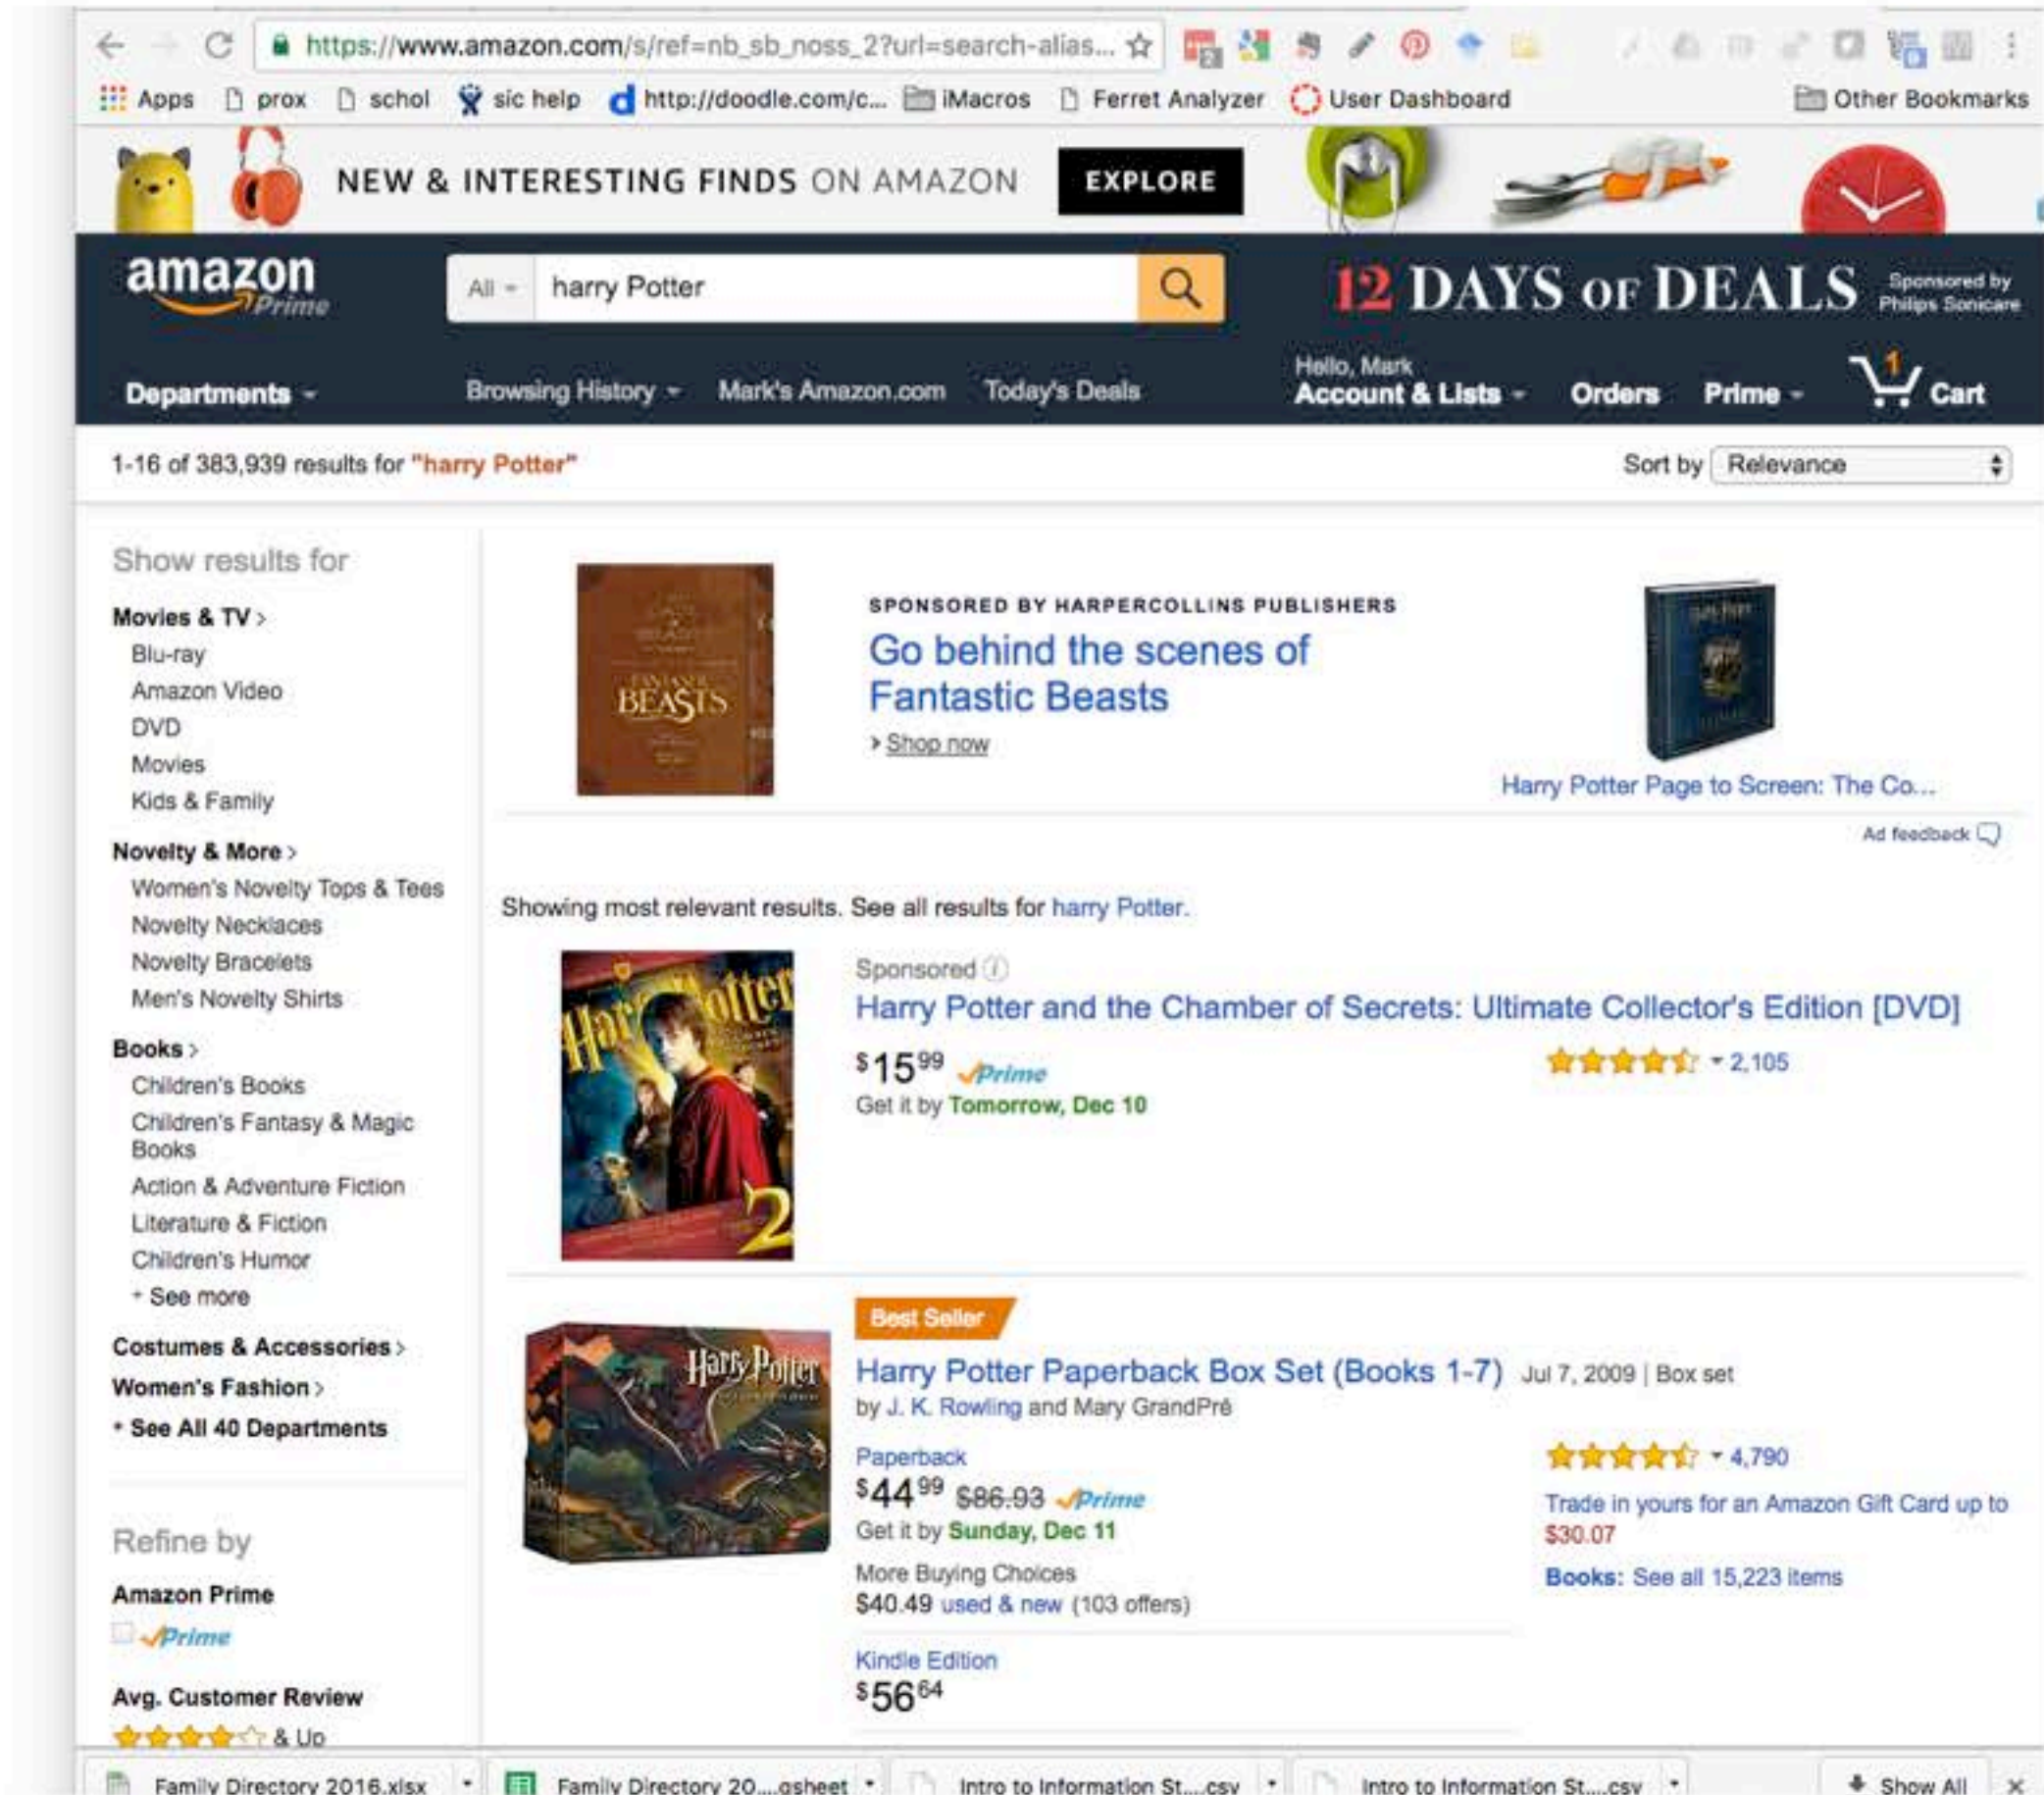 https://www.amazon.com/s/ref=nb_sb_noss_2?url=search-alias...
Apps prox schol sic help http://doodle.com/c... iMacros Ferret Analyzer User Dashboard Other Bookmarks
NEW & INTERESTING FINDS ON AMAZON EXPLORE
amazon Prime
All harry Potter
12 DAYS OF DEALS Sponsored by Philips Sonicare
Departments Browsing History Mark's Amazon.com Today's Deals Hello, Mark Account & Lists Orders Prime 1 Cart
1-16 of 383,939 results for "harry Potter" Sort by Relevance
Show results for
Movies & TV >
Blu-ray
Amazon Video
DVD
Movies
Kids & Family
Novelty & More >
Women's Novelty Tops & Tees
Novelty Necklaces
Novelty Bracelets
Men's Novelty Shirts
Books >
Children's Books
Children's Fantasy & Magic
Books
Action & Adventure Fiction
Literature & Fiction
Children's Humor
+ See more
Costumes & Accessories >
Women's Fashion >
+ See All 40 Departments
Refine by
Amazon Prime
Prime
Avg. Customer Review
& Up
FANTASTIC
BEASTS
SPONSORED BY HARPERCOLLINS PUBLISHERS
Go behind the scenes of
Fantastic Beasts
> Shop now
Harry Potter
Harry Potter Page to Screen: The Co...
Ad feedback
Showing most relevant results. See all results for harry Potter.
Harry Potter
2
Sponsored
Harry Potter and the Chamber of Secrets: Ultimate Collector's Edition [DVD]
$15 99 Prime
2,105
Get it by Tomorrow, Dec 10
Harry Potter
Best Seller
Harry Potter Paperback Box Set (Books 1-7) Jul 7, 2009 | Box set
by J. K. Rowling and Mary GrandPré
Paperback
$44 99 $86.93 Prime
Get it by Sunday, Dec 11
More Buying Choices
$40.49 used & new (103 offers)
Kindle Edition
$56 64
4,790
Trade in yours for an Amazon Gift Card up to
$30.07
Books: See all 15,223 items
Family Directory 2016.xlsx Family Directory 20....gsheet Intro to Information St....csv Intro to Information St....csv Show All